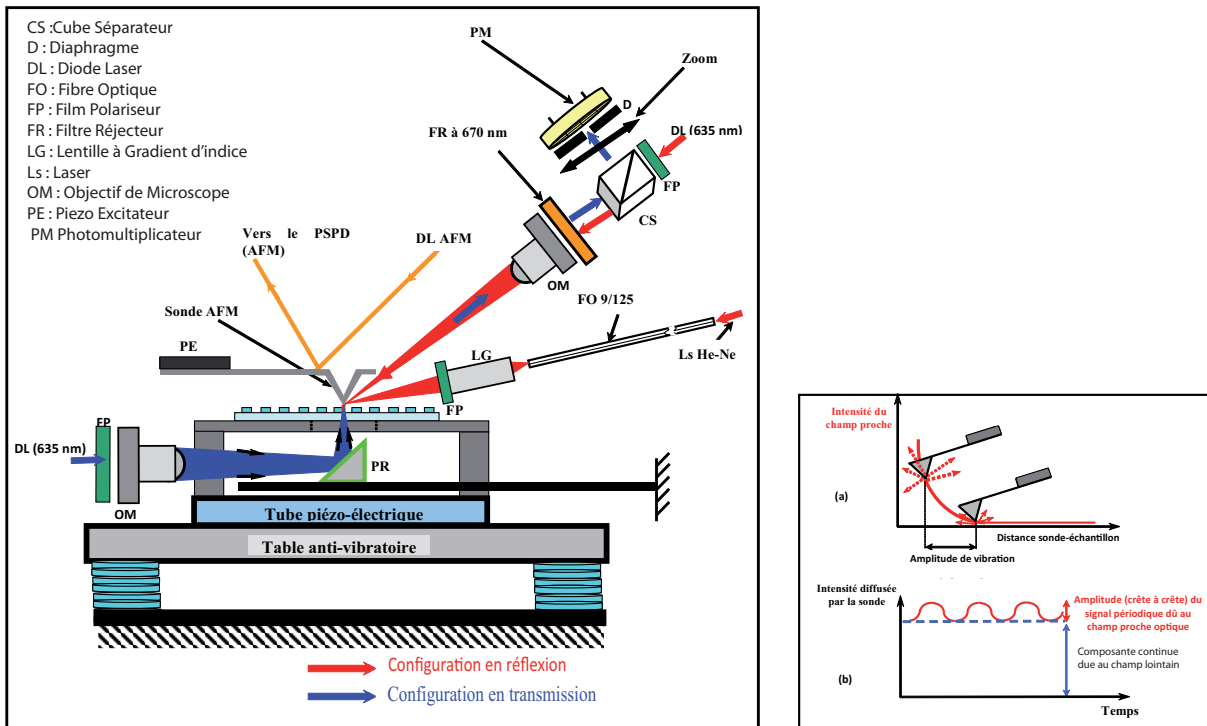 CS :Cube Séparateur
D : Diaphragme
DL : Diode Laser
FO : Fibre Optique
FP : Film Polariseur
FR : Filtre Réjecteur
LG : Lentille à Gradient d'indice
Ls : Laser
OM : Objectif de Microscope
PE : Piezo Excitateur
PM Photomultiplicateur
PM
Zoom
D
DL (635 nm)
FR à 670 nm
FP
CS
Vers le PSPD
(AFM)
DL AFM
OM
FO 9/125
Sonde AFM
PE
LG
Ls He-Ne
FP
FP
DL (635 nm)
PR
OM
Tube piézo-électrique
Table anti-vibratoire
Configuration en réflexion
Configuration en transmission
Intensité du
champ proche
(a)
Distance sonde-échantillon
Amplitude de vibration
Intensité diffusée
par la sonde
Amplitude (crête à crête) du
signal périodique dû au
champ proche optique
Composante continue
due au champ lointain
(b)
Temps